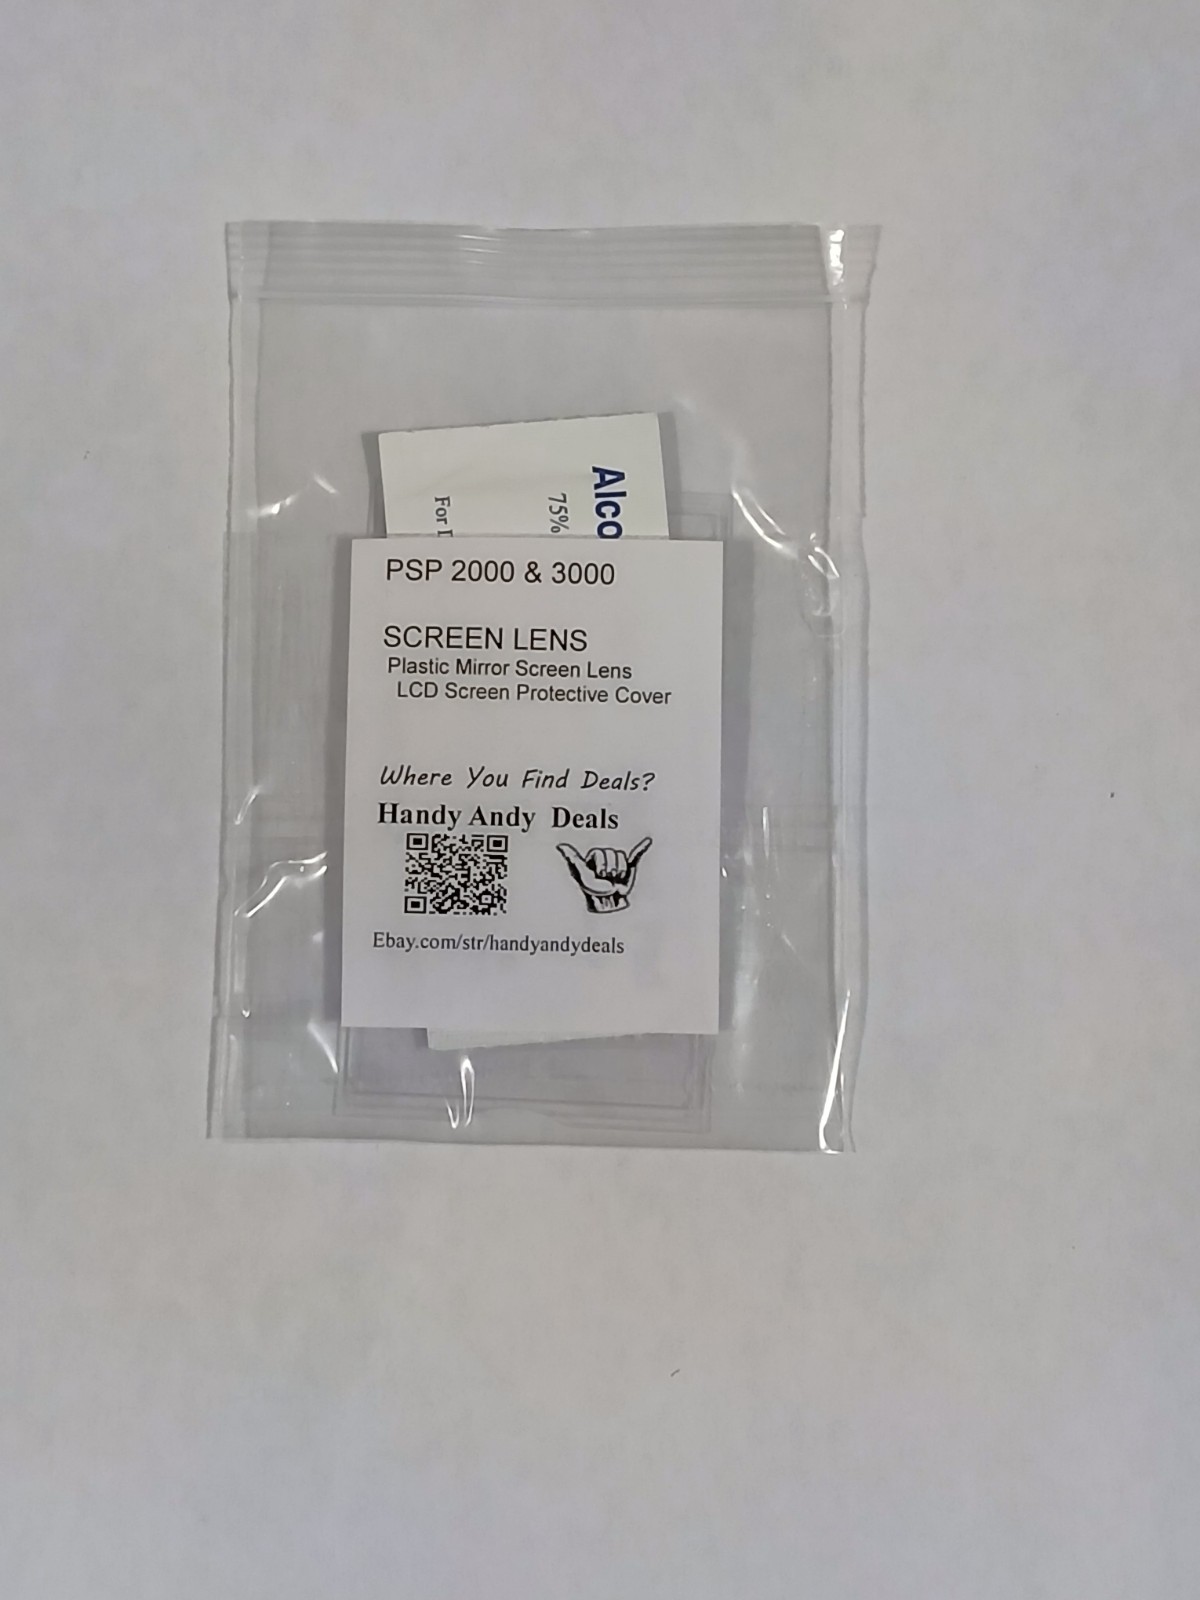 Alco
75%
For
PSP 2000 & 3000
SCREEN LENS
Plastic Mirror Screen Lens
LCD Screen Protective Cover
Where You Find Deals?
Handy Andy Deals
Ebay.com/str/handyandydeals